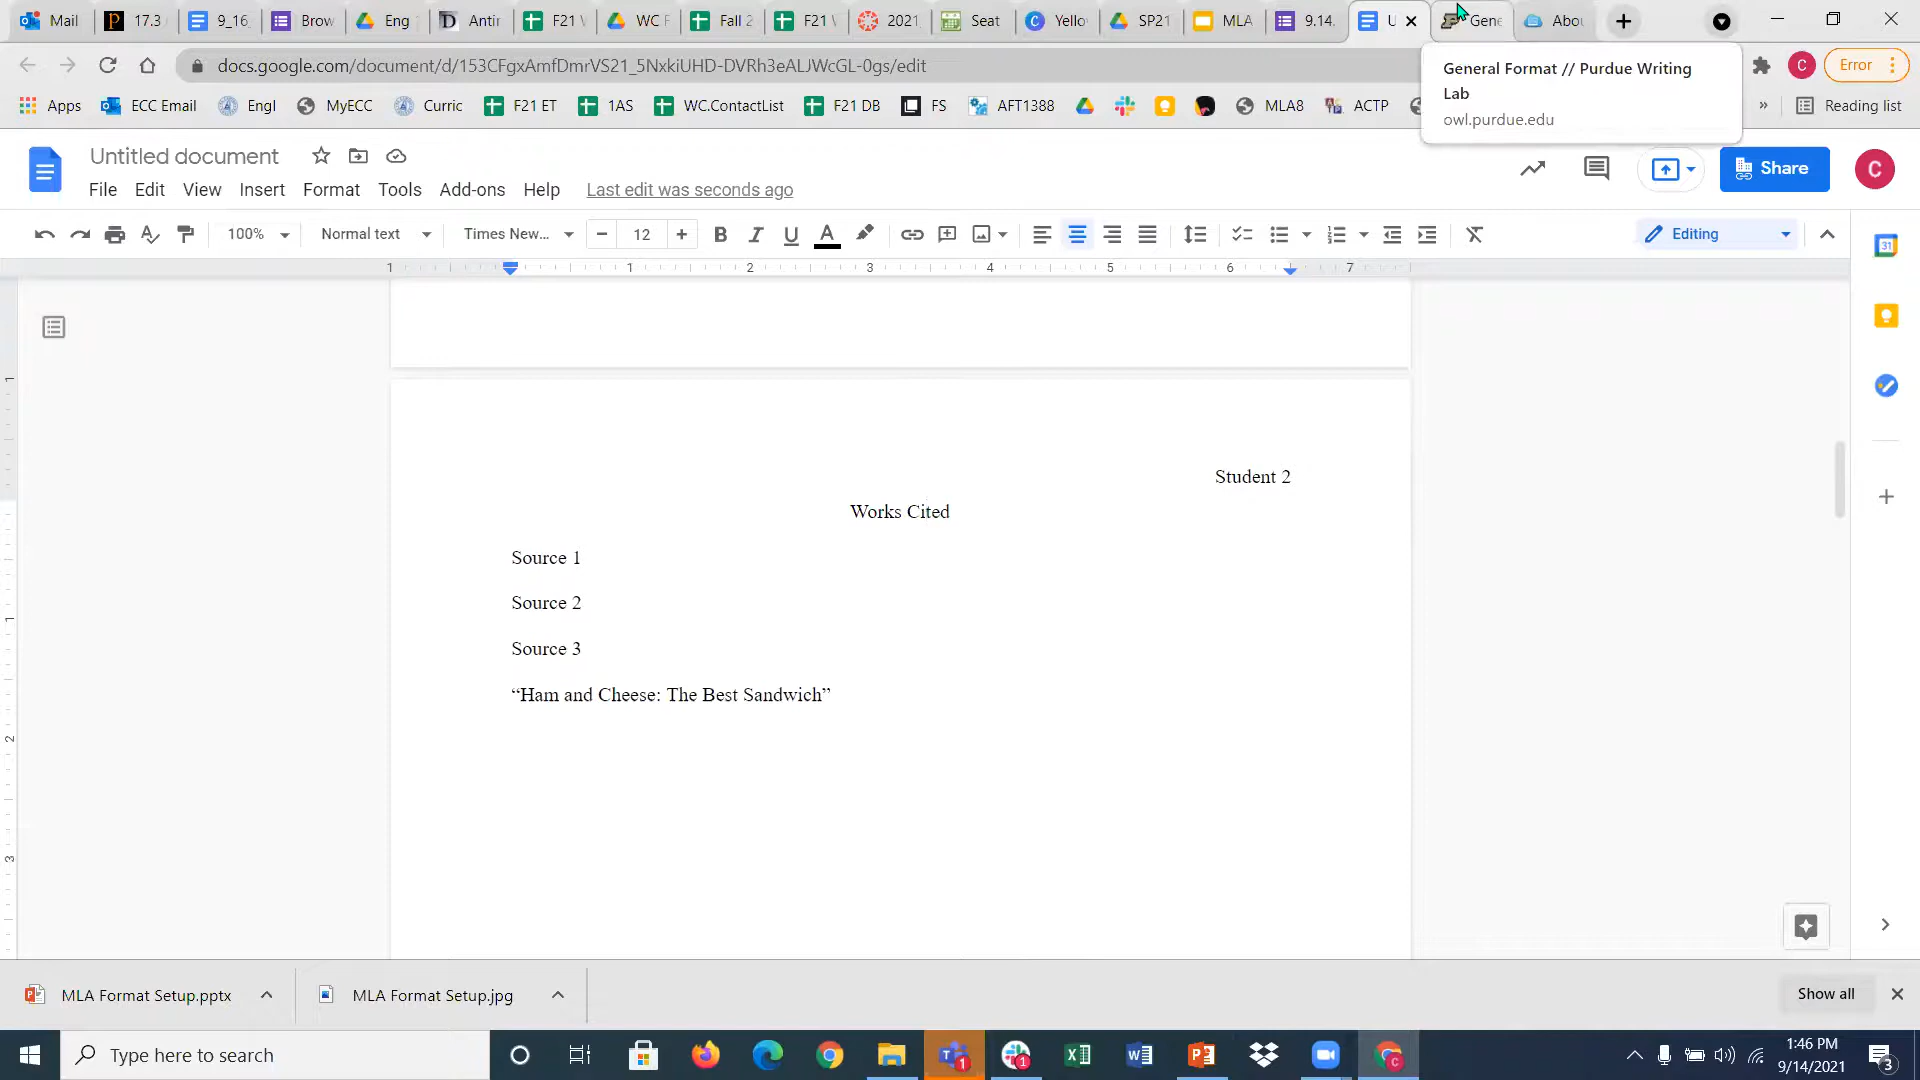 Mail 17.3 9_16 Brow Eng Antir F21 WC F Fall 2 F21 2021 Seat Yello SP21 MLA 9.14. U Gene Abou
docs.google.com/document/d/153CFgxAmfDmrVS21_5NxkiUHD-DVRh3eALJWcGL-0gs/edit
C Error
General Format // Purdue Writing
Lab
owl.purdue.edu
Apps ECC Email Engl MyECC Curric F21 ET 1AS WC.ContactList F21 DB FS AFT1388 MLA8 ACTP » Reading list
Untitled document
File Edit View Insert Format Tools Add-ons Help Last edit was seconds ago
Share C
100% Normal text Times New... 12 B I U A Editing
1 1 2 3 4 5 6 7
Student 2
Works Cited
Source 1
Source 2
Source 3
“Ham and Cheese: The Best Sandwich”
1
1
2
3
MLA Format Setup.pptx MLA Format Setup.jpg Show all
Type here to search
1:46 PM
9/14/2021
3